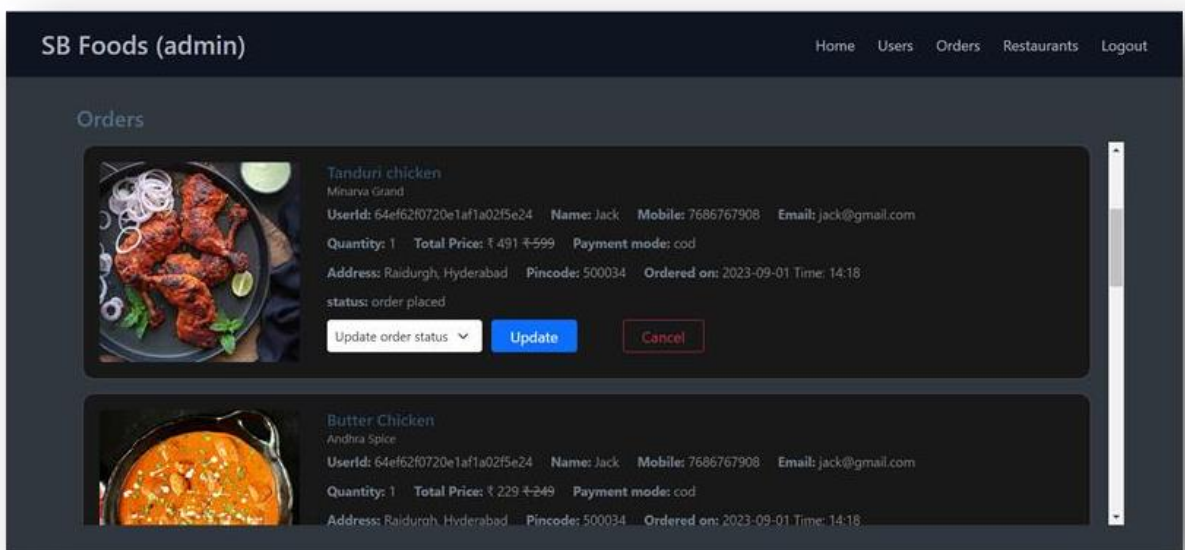 SB Foods (admin)
Home Users Orders Restaurants Logout
Orders
Tanduri chicken
Minarva Grand
UserId: 64ef62f0720e1af1a02f5e24 Name: Jack Mobile: 7686767908 Email: jack@gmail.com
Quantity: 1 Total Price: ₹ 491 ₹ 599 Payment mode: cod
Address: Raidurgh, Hyderabad Pincode: 500034 Ordered on: 2023-09-01 Time: 14:18
status: order placed
Update order status Update Cancel
Butter Chicken
Andhra Spice
UserId: 64ef62f0720e1af1a02f5e24 Name: Jack Mobile: 7686767908 Email: jack@gmail.com
Quantity: 1 Total Price: ₹ 229 ₹ 249 Payment mode: cod
Address: Raidurgh, Hyderabad Pincode: 500034 Ordered on: 2023-09-01 Time: 14:18